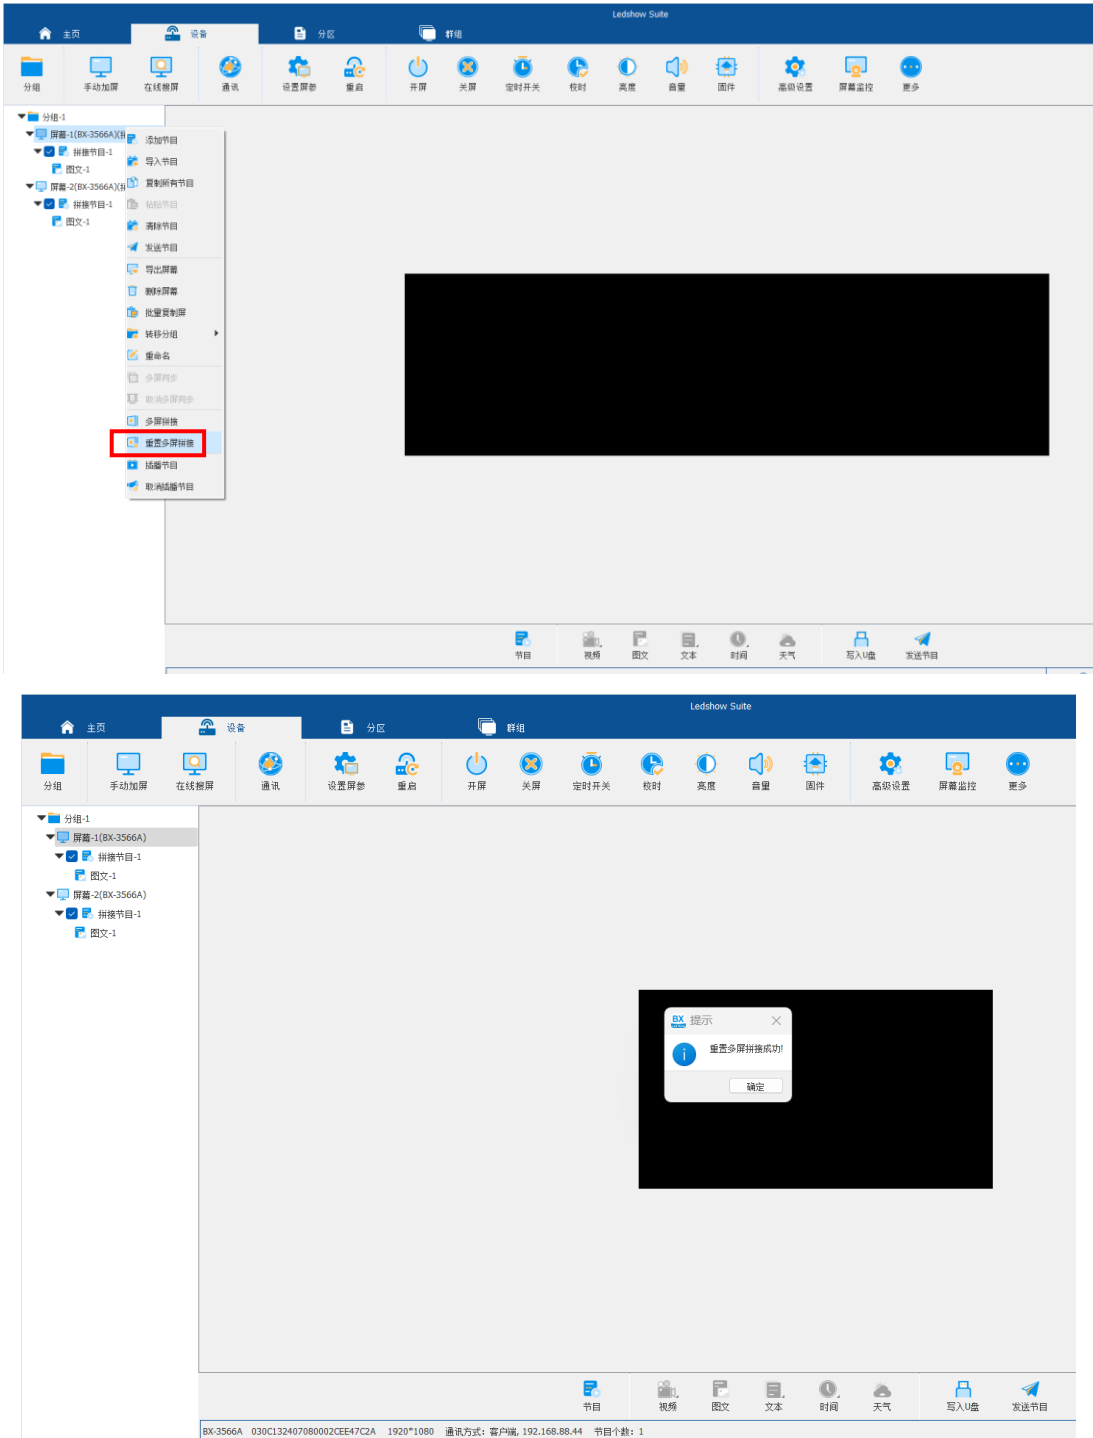 Ledshow Suite
主页 设备 分区 群组
分组 手动加屏 在线搜屏 通讯 设置屏参 重启 开屏 关屏 定时开关 校时 亮度 音量 固件 高级设置 屏幕监控 更多
分组-1
屏幕-1(BX-3566A)(拼
拼接节目-1
图文-1
屏幕-2(BX-3566A)(拼
拼接节目-1
图文-1
添加节目
导入节目
复制所有节目
粘贴节目
清除节目
发送节目
导出屏幕
删除屏幕
批里复制屏
转移分组
重命名
多屏同步
取消多屏同步
多屏拼接
重置多屏拼接
插播节目
取消插播节目
节目 视频 图文 文本 时间 天气 写入U盘 发送节目
Ledshow Suite
主页 设备 分区 群组
分组 手动加屏 在线搜屏 通讯 设置屏参 重启 开屏 关屏 定时开关 校时 亮度 音量 固件 高级设置 屏幕监控 更多
分组-1
屏幕-1(BX-3566A)
拼接节目-1
图文-1
屏幕-2(BX-3566A)
拼接节目-1
图文-1
BX 提示
重置多屏拼接成功!
确定
节目 视频 图文 文本 时间 天气 写入U盘 发送节目
BX-3566A 030C132407080002CEE47C2A 1920*1080 通讯方式: 客户端, 192.168.88.44 节目个数: 1